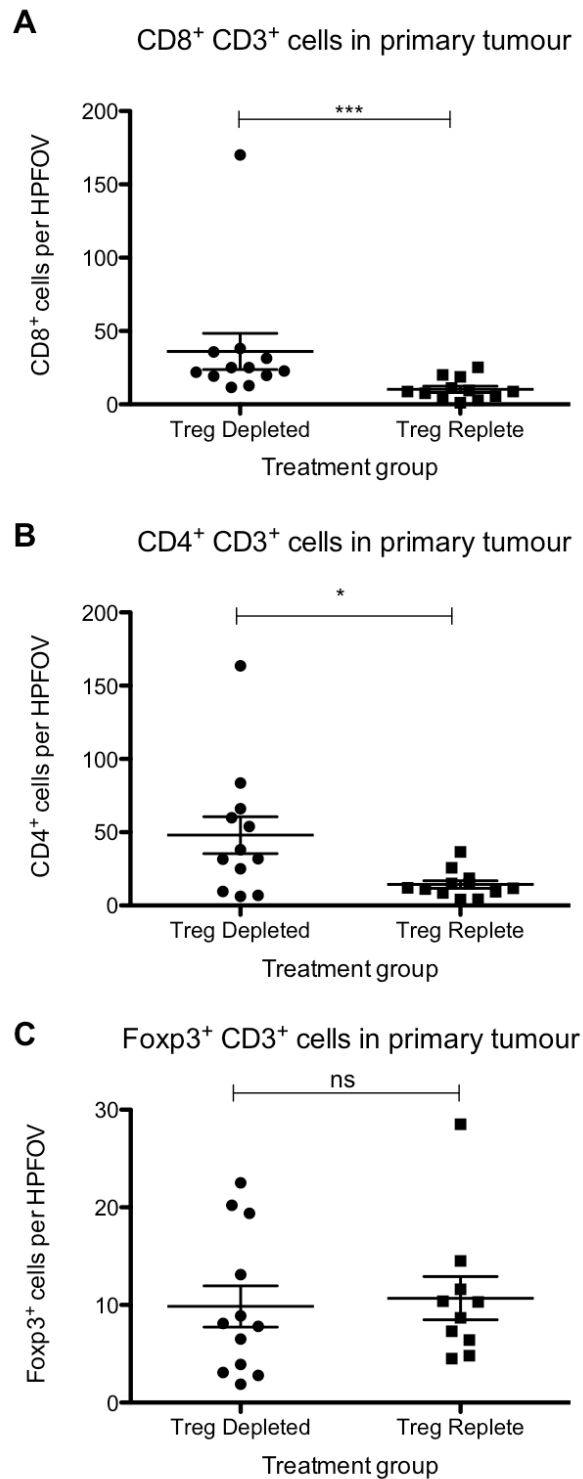 A
CD8⁺ CD3⁺ cells in primary tumour
***
200
150
100
50
0
CD8⁺ cells per HPFOV
Treg Depleted Treg Replete
Treatment group
B
CD4⁺ CD3⁺ cells in primary tumour
*
200
150
100
50
0
CD4⁺ cells per HPFOV
Treg Depleted Treg Replete
Treatment group
C
Foxp3⁺ CD3⁺ cells in primary tumour
ns
30
20
10
0
Foxp3⁺ cells per HPFOV
Treg Depleted Treg Replete
Treatment group